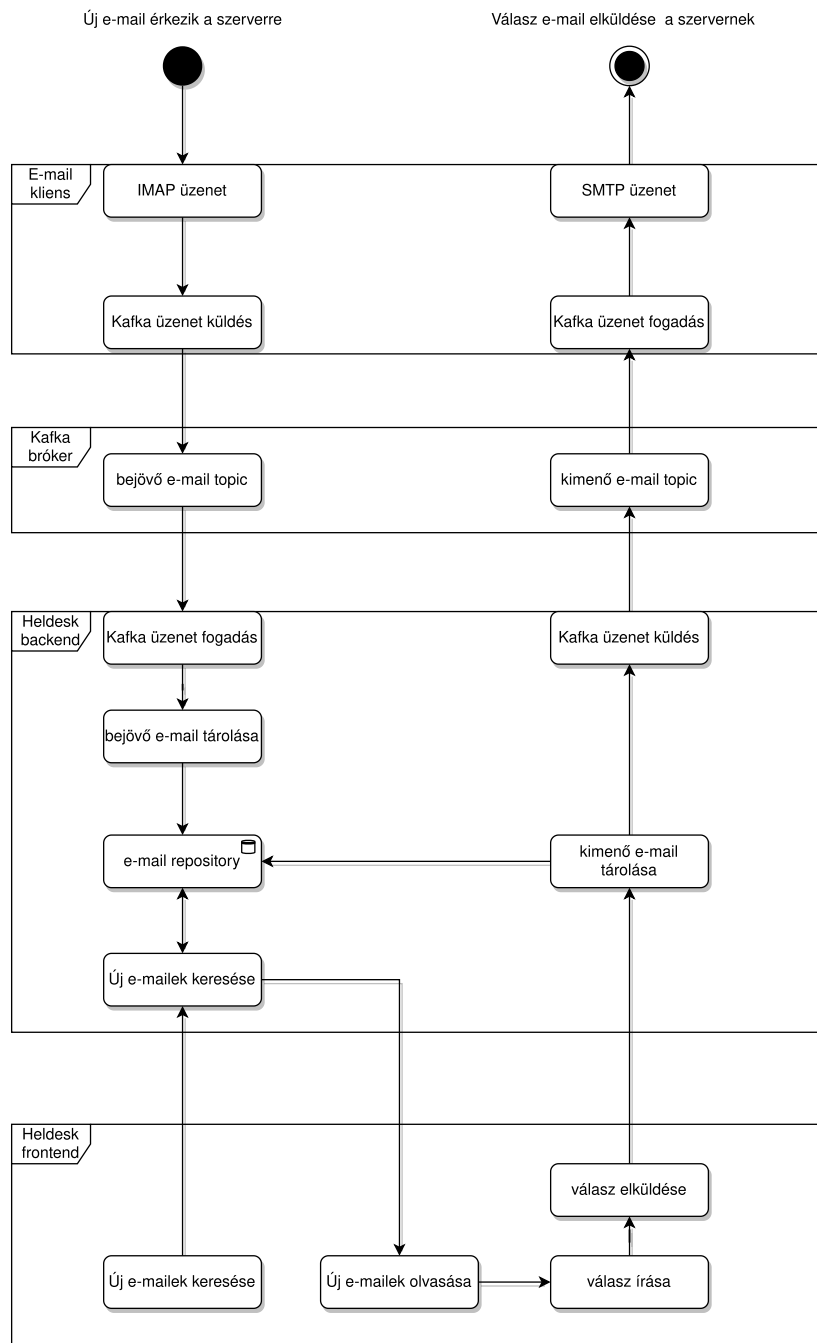 Új e-mail érkezik a szerverre
Válasz e-mail elküldése a szervernek
E-mail
kliens
IMAP üzenet
SMTP üzenet
Kafka üzenet küldés
Kafka üzenet fogadás
Kafka
bróker
bejövő e-mail topic
kimenő e-mail topic
Heldesk
backend
Kafka üzenet fogadás
Kafka üzenet küldés
bejövő e-mail tárolása
e-mail repository
kimenő e-mail
tárolása
Új e-mailek keresése
Heldesk
frontend
válasz elküldése
Új e-mailek keresése
Új e-mailek olvasása
válasz írása